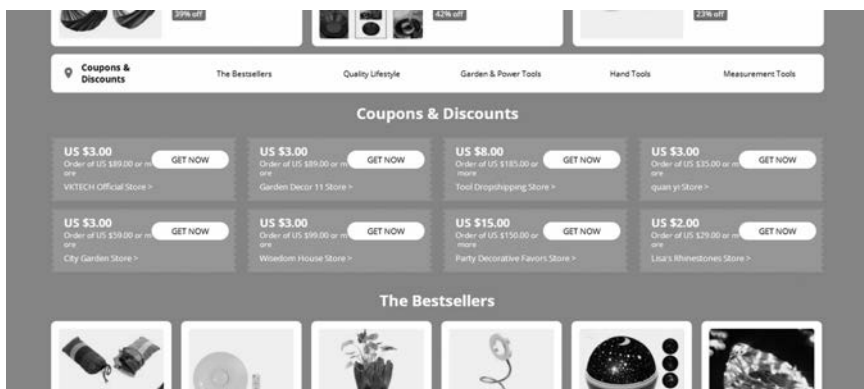 39% off
42% off
23% off
Coupons &
Discounts
The Bestsellers
Quality Lifestyle
Garden & Power Tools
Hand Tools
Measurement Tools
Coupons & Discounts
US $3.00
Order of US $89.00 or m
ore
GET NOW
VKTECH Official Store >
US $3.00
Order of US $89.00 or m
ore
GET NOW
Garden Decor 11 Store >
US $8.00
Order of US $185.00 or
more
GET NOW
Tool Dropshipping Store >
US $3.00
Order of US $35.00 or m
ore
GET NOW
quan yi Store >
US $3.00
Order of US $59.00 or m
ore
GET NOW
City Garden Store >
US $3.00
Order of US $99.00 or m
ore
GET NOW
Wisedom House Store >
US $15.00
Order of US $150.00 or
more
GET NOW
Party Decorative Favors Store >
US $2.00
Order of US $29.00 or m
ore
GET NOW
Lisa's Rhinestones Store >
The Bestsellers